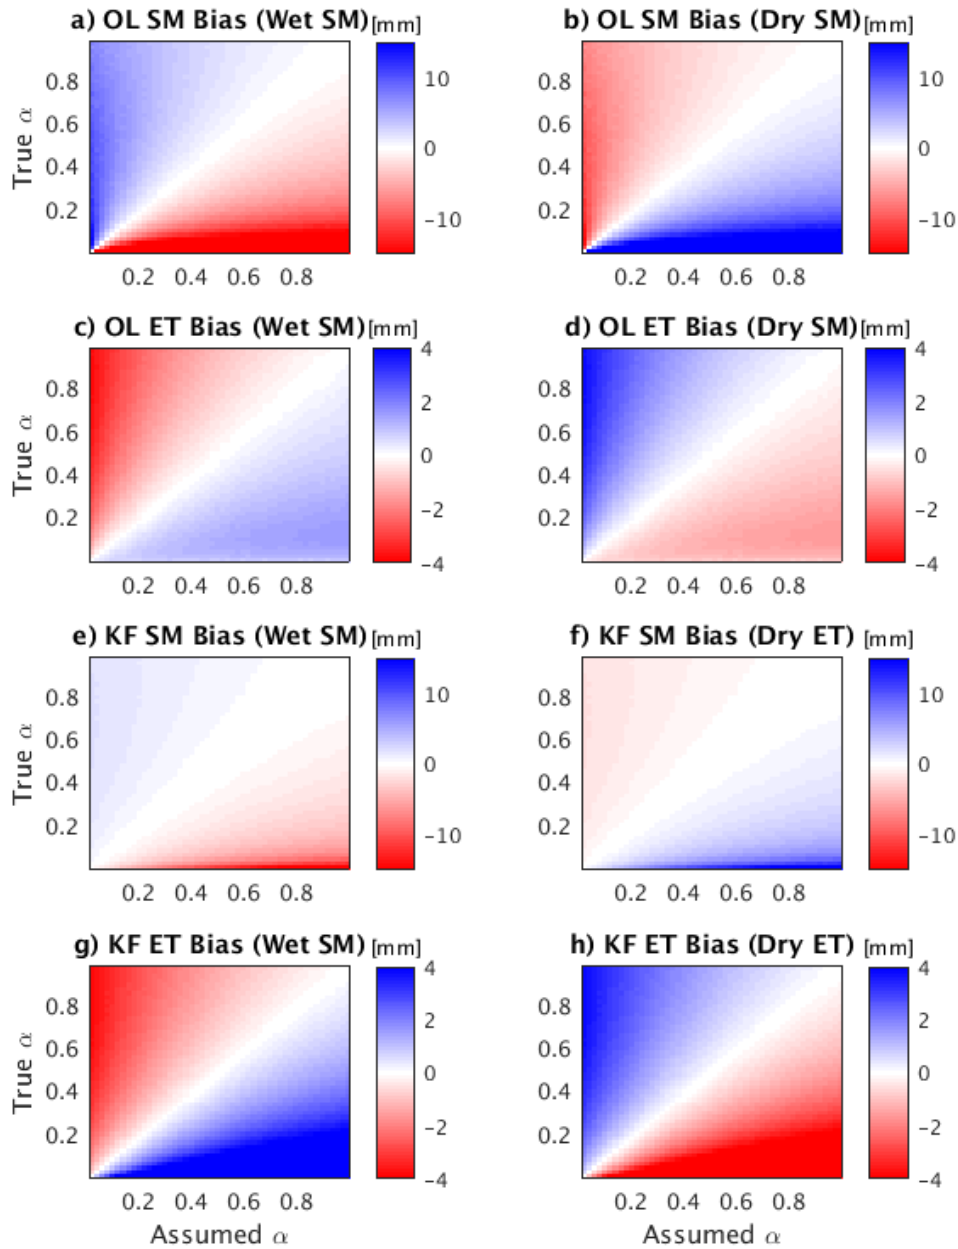 a) OL SM Bias (Wet SM) [mm]
b) OL SM Bias (Dry SM) [mm]
True α
0.8
0.6
0.4
0.2
0.2 0.4 0.6 0.8
10
0
−10
0.8
0.6
0.4
0.2
0.2 0.4 0.6 0.8
10
0
−10
c) OL ET Bias (Wet SM) [mm]
d) OL ET Bias (Dry SM) [mm]
True α
0.8
0.6
0.4
0.2
0.2 0.4 0.6 0.8
4
2
0
−2
−4
0.8
0.6
0.4
0.2
0.2 0.4 0.6 0.8
4
2
0
−2
−4
e) KF SM Bias (Wet SM) [mm]
f) KF SM Bias (Dry ET) [mm]
True α
0.8
0.6
0.4
0.2
0.2 0.4 0.6 0.8
10
0
−10
0.8
0.6
0.4
0.2
0.2 0.4 0.6 0.8
10
0
−10
g) KF ET Bias (Wet SM) [mm]
h) KF ET Bias (Dry ET) [mm]
True α
0.8
0.6
0.4
0.2
0.2 0.4 0.6 0.8
Assumed α
4
2
0
−2
−4
0.8
0.6
0.4
0.2
0.2 0.4 0.6 0.8
Assumed α
4
2
0
−2
−4